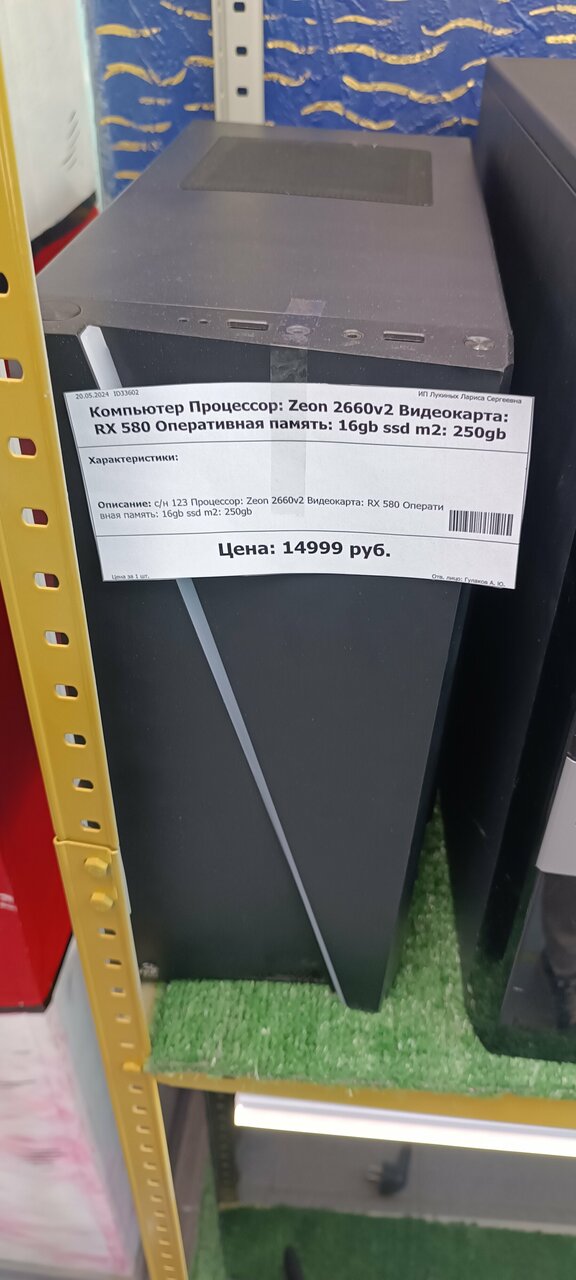 20.05.2024 ID33602
ИП Лукиных Лариса Сергеевна
Компьютер Процессор: Zeon 2660v2 Видеокарта:
RX 580 Оперативная память: 16gb ssd m2: 250gb
Характеристики:
Описание: с/н 123 Процессор: Zeon 2660v2 Видеокарта: RX 580 Операти
вная память: 16gb ssd m2: 250gb
Цена: 14999 руб.
Цена за 1 шт.
Отв. лицо: Гулаков А. Ю.